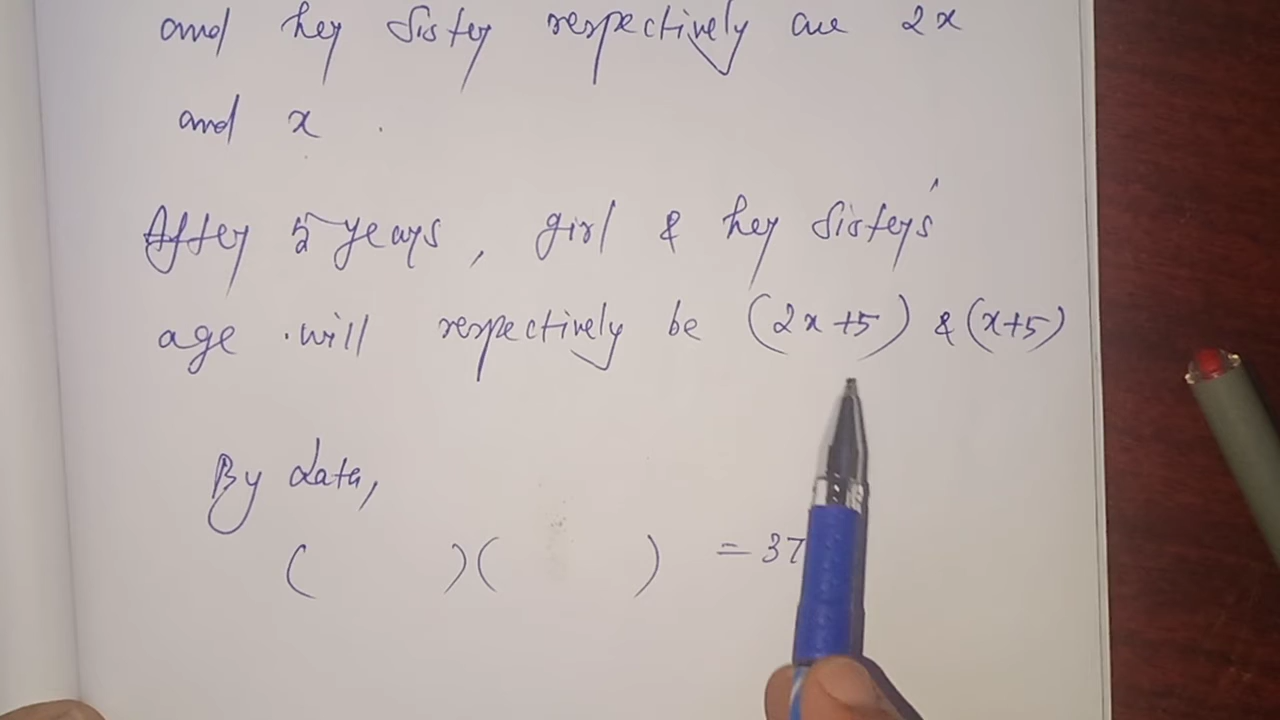 and her sister respectively are 2x
and x .
After 5 years, girl & her sister's
age will respectively be (2x+5) & (x+5)
By data,
( )( ) = 37